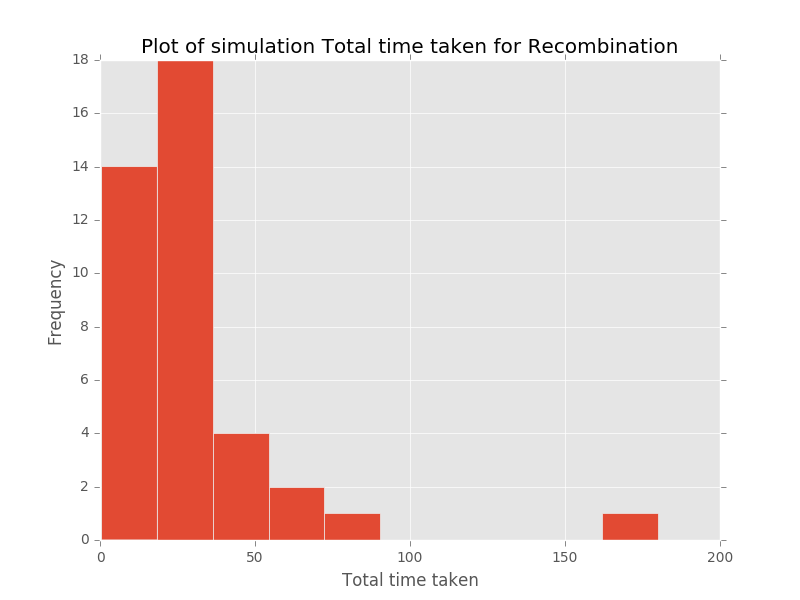 Plot of simulation Total time taken for Recombination
18
16
14
12
10
8
6
4
2
0
Frequency
0 50 100 150 200
Total time taken